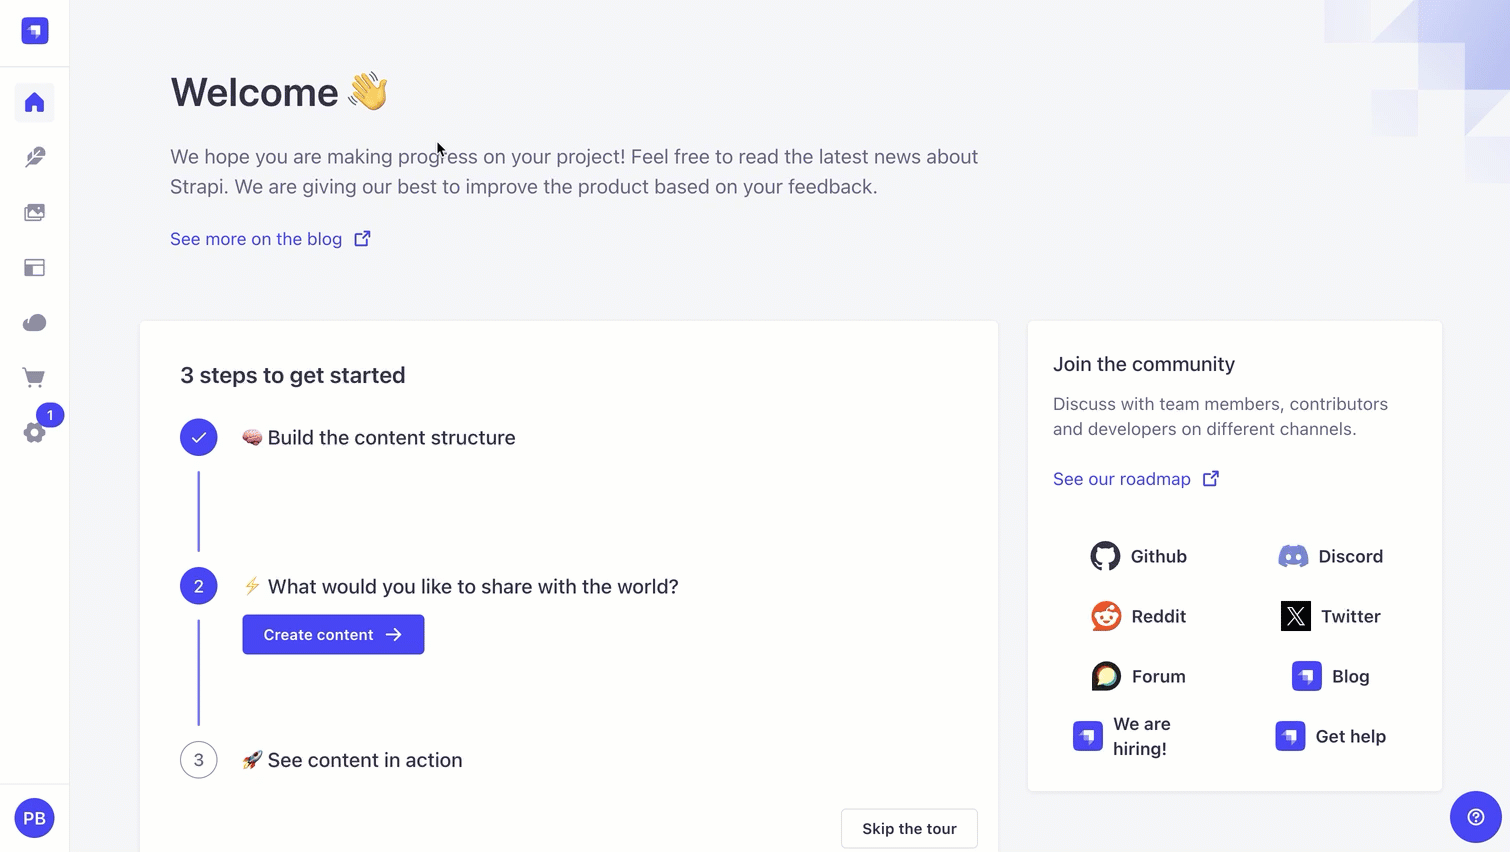 Welcome 👋
We hope you are making progress on your project! Feel free to read the latest news about
Strapi. We are giving our best to improve the product based on your feedback.
See more on the blog
1
3 steps to get started
🧠 Build the content structure
2
⚡ What would you like to share with the world?
Create content →
3
🚀 See content in action
Skip the tour
Join the community
Discuss with team members, contributors
and developers on different channels.
See our roadmap
Github
Discord
Reddit
Twitter
Forum
Blog
We are
hiring!
Get help
PB